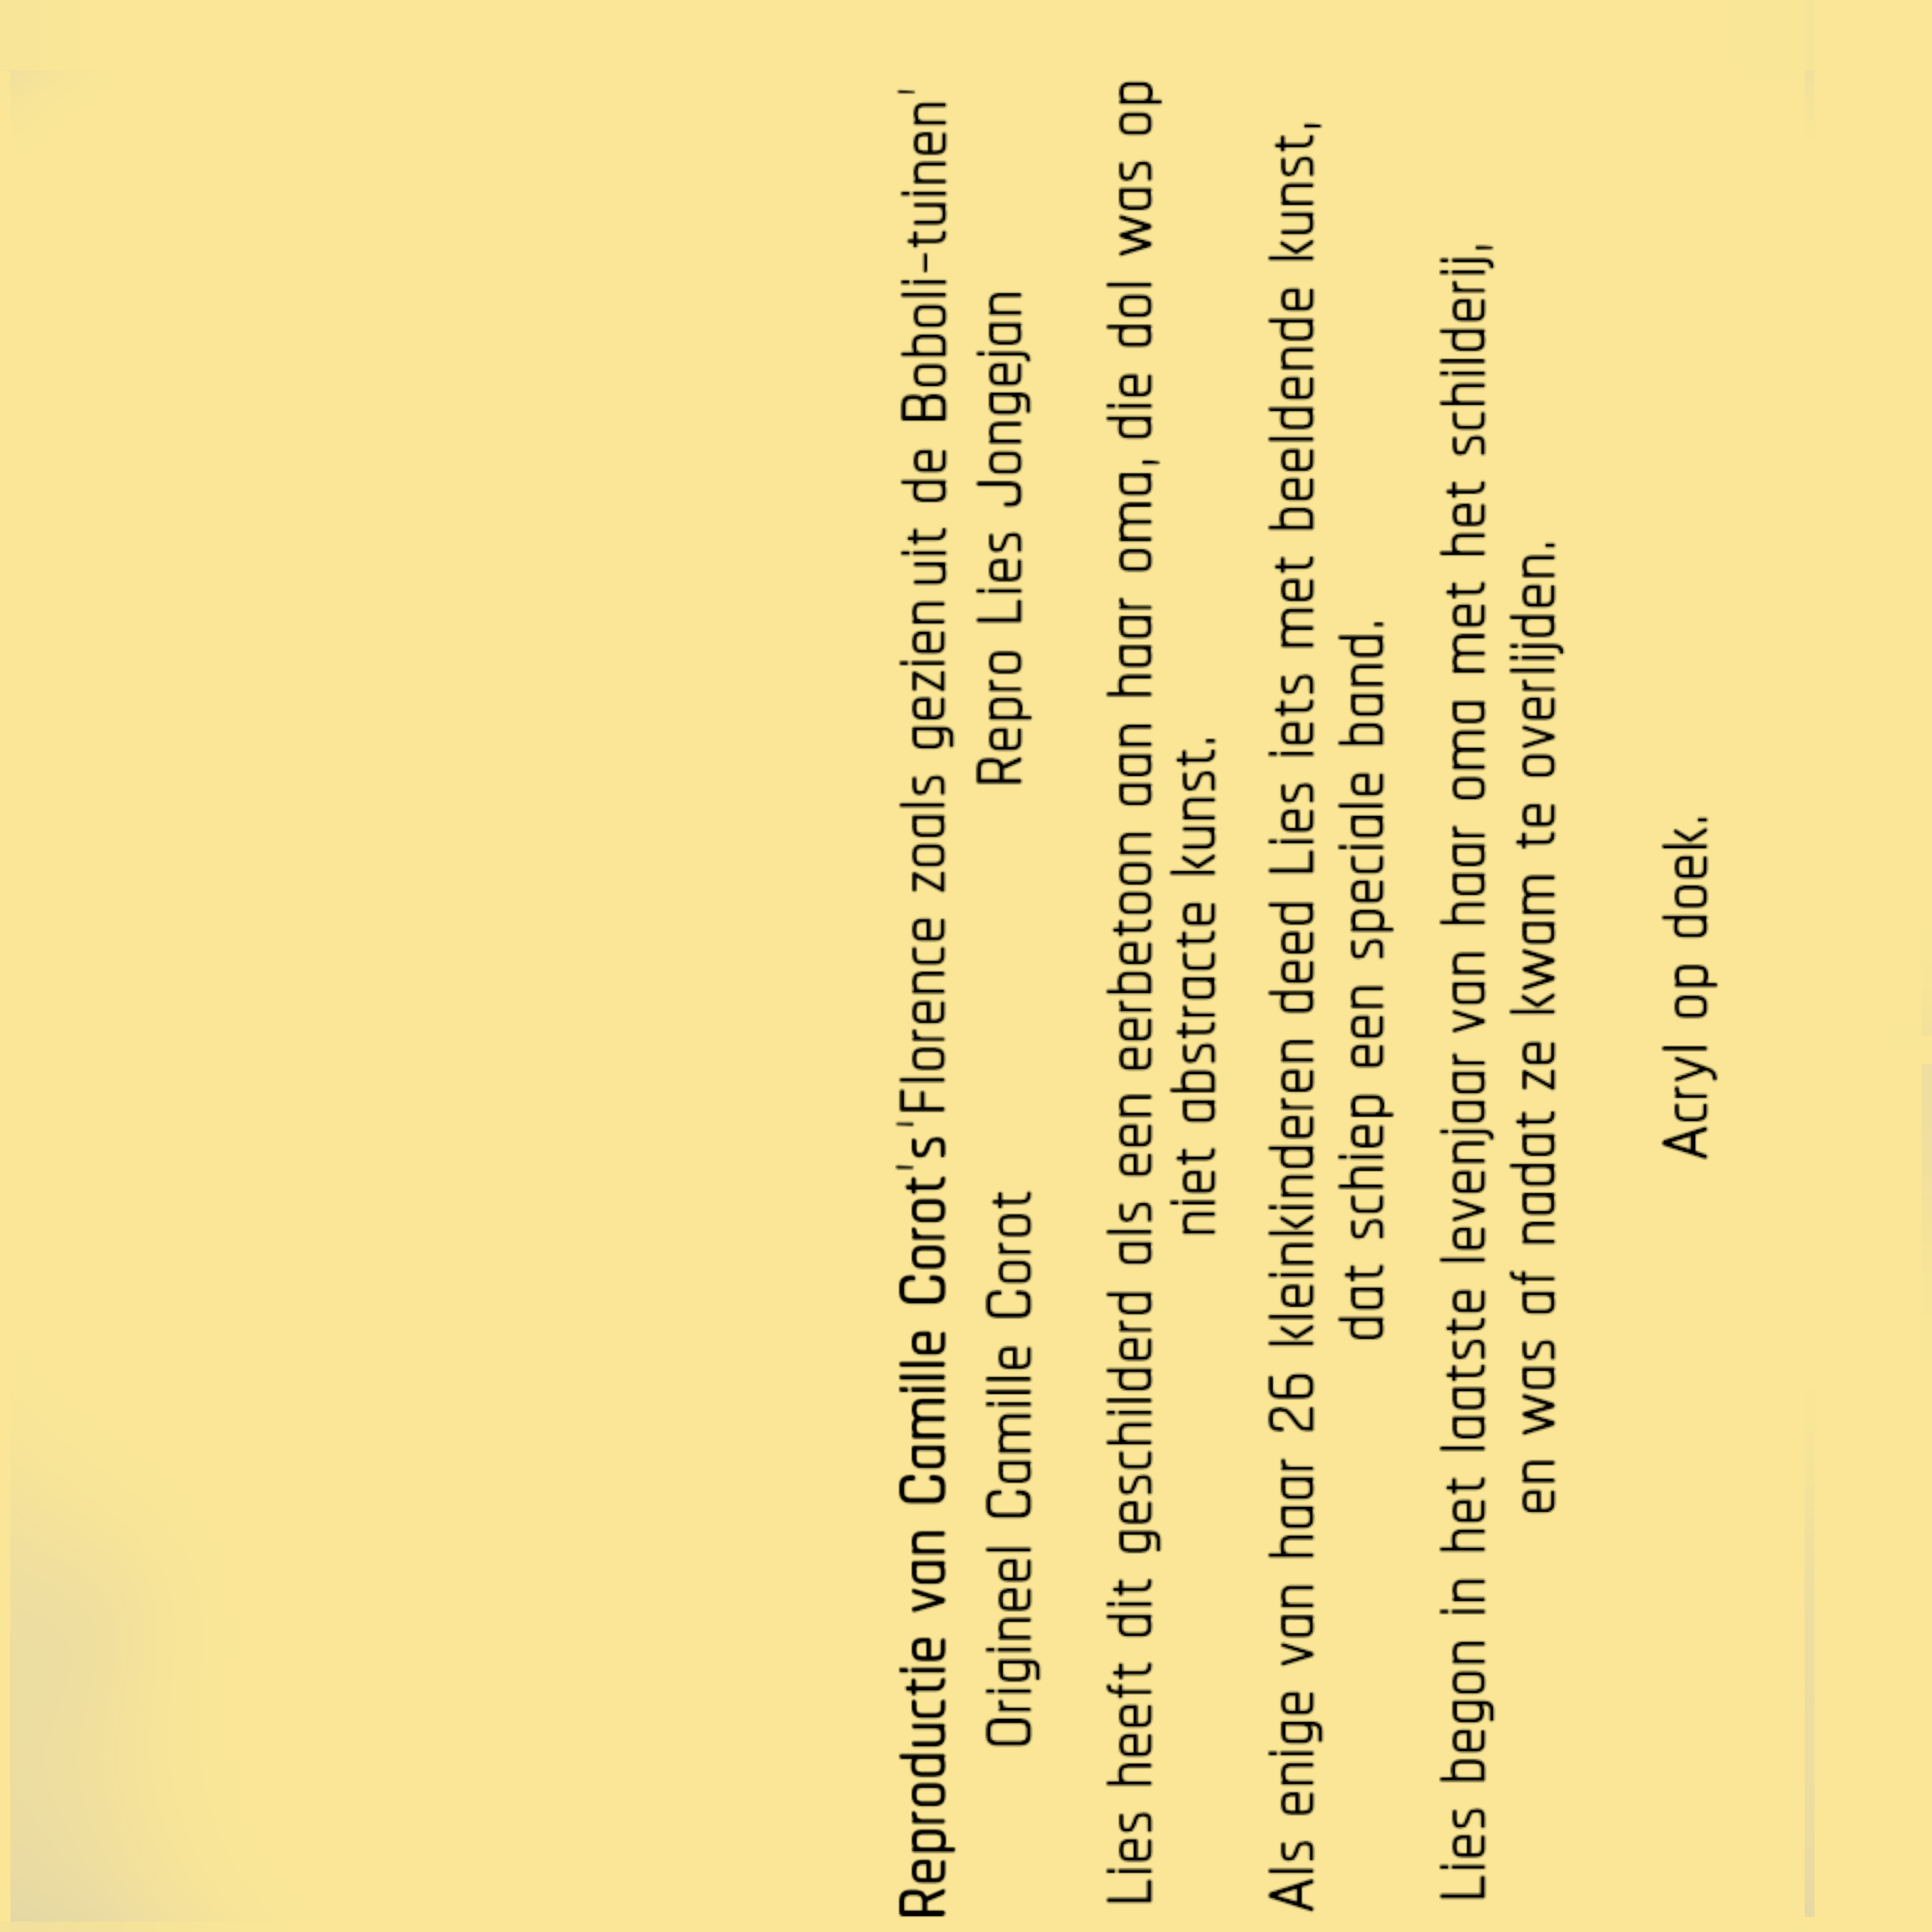 Reproductie van Camille Corot's 'Florence zoals gezien uit de Boboli-tuinen'
Origineel Camille Corot Repro Lies Jongejan
Lies heeft dit geschilderd als een eerbetoon aan haar oma, die dol was op
niet abstracte kunst.
Als enige van haar 26 kleinkinderen deed Lies iets met beeldende kunst,
dat schiep een speciale band.
Lies begon in het laatste levenjaar van haar oma met het schilderij,
en was af nadat ze kwam te overlijden.
Acryl op doek.